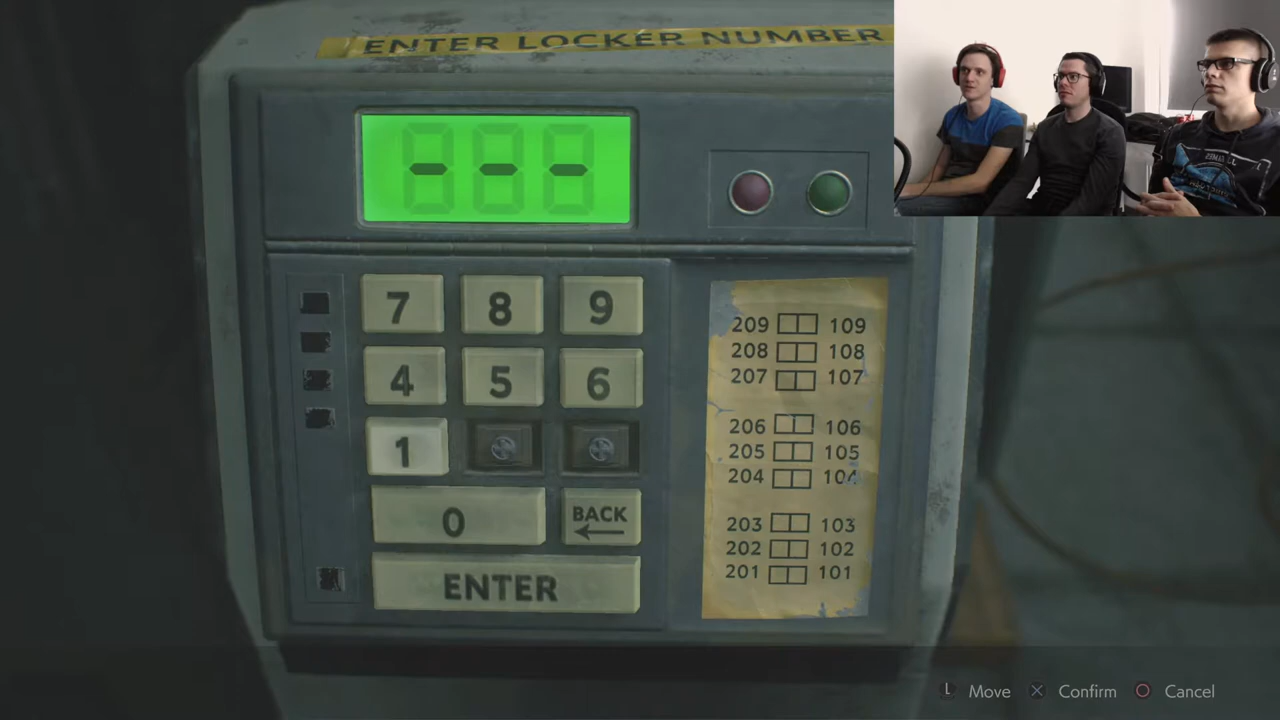 ENTER LOCKER NUMBER
7 8 9
4 5 6
1
0 BACK
ENTER
209 109
208 108
207 107
206 106
205 105
204 104
203 103
202 102
201 101
L Move Confirm Cancel